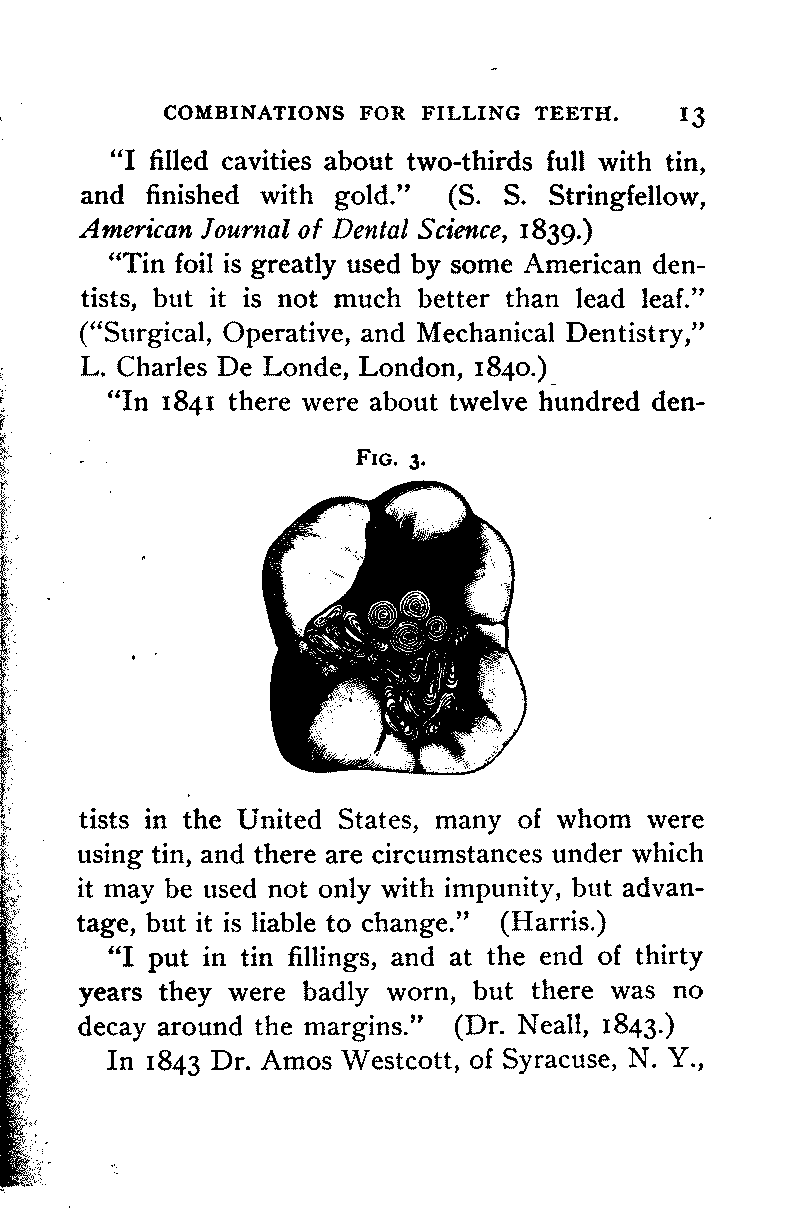 COMBINATIONS FOR FILLING TEETH. 13
“I filled cavities about two-thirds full with tin,
and finished with gold.” (S. S. Stringfellow,
American Journal of Dental Science, 1839.)
“Tin foil is greatly used by some American den-
tists, but it is not much better than lead leaf.”
(“Surgical, Operative, and Mechanical Dentistry,”
L. Charles De Londe, London, 1840.)
“In 1841 there were about twelve hundred den-
FIG. 3.
tists in the United States, many of whom were
using tin, and there are circumstances under which
it may be used not only with impunity, but advan-
tage, but it is liable to change.” (Harris.)
“I put in tin fillings, and at the end of thirty
years they were badly worn, but there was no
decay around the margins.” (Dr. Neall, 1843.)
In 1843 Dr. Amos Westcott, of Syracuse, N. Y.,